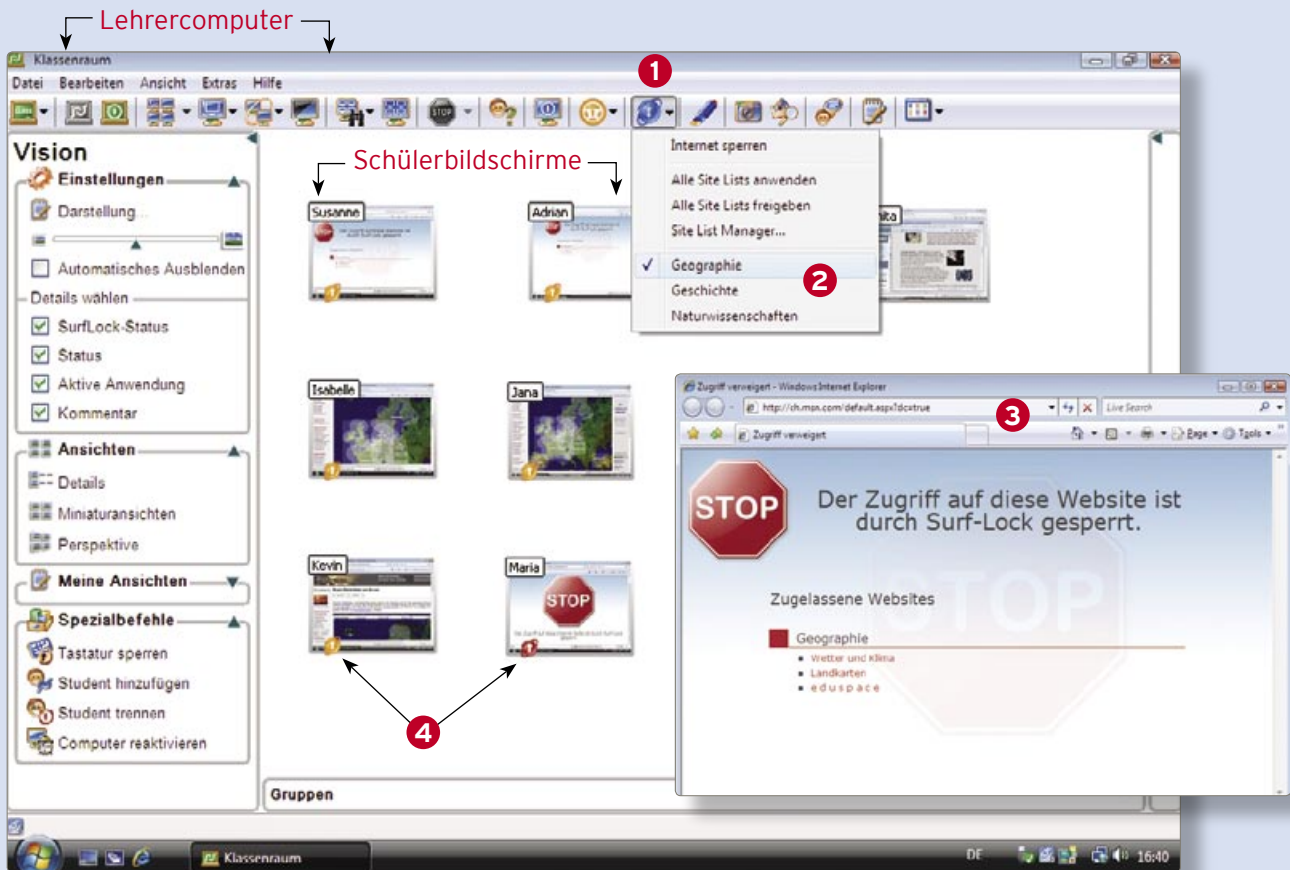 Lehrercomputer
Klassenraum
Datei Bearbeiten Ansicht Extras Hilfe
1
STOP
Vision
Einstellungen
Darstellung...
Automatisches Ausblenden
Details wählen
SurfLock-Status
Status
Aktive Anwendung
Kommentar
Ansichten
Details
Miniaturansichten
Perspektive
Meine Ansichten
Spezialbefehle
Tastatur sperren
Student hinzufügen
Student trennen
Computer reaktivieren
Schülerbildschirme
Susanne
Adrian
Internet sperren
Alle Site Lists anwenden
Alle Site Lists freigeben
Site List Manager...
✓ Geographie
2
Geschichte
Naturwissenschaften
Isabelle
Jana
Kevin
Maria
STOP
4
Zugriff verweigert - Windows Internet Explorer
http://ch.msn.com/default.aspx?dcx=true
3
Live Search
Zugriff verweigert
Page Tools
STOP
Der Zugriff auf diese Website ist
durch Surf-Lock gesperrt.
STOP
Zugelassene Websites
Geographie
Wetter und Klima
Landkarten
eduspace
Gruppen
Klassenraum
DE
16:40